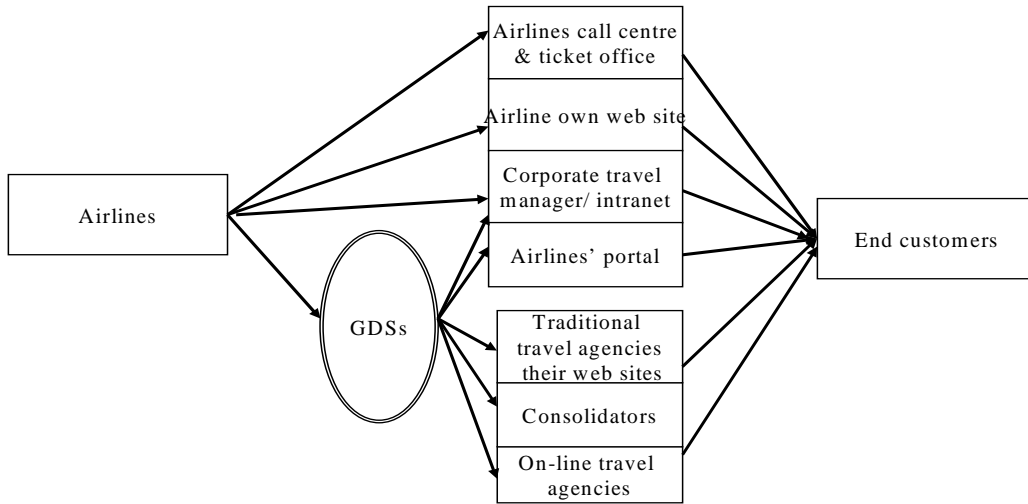 Airlines call centre
& ticket office
Airline own web site
Corporate travel
manager/ intranet
Airlines
Airlines’ portal
End customers
GDSs
Traditional
travel agencies
their web sites
Consolidators
On-line travel
agencies